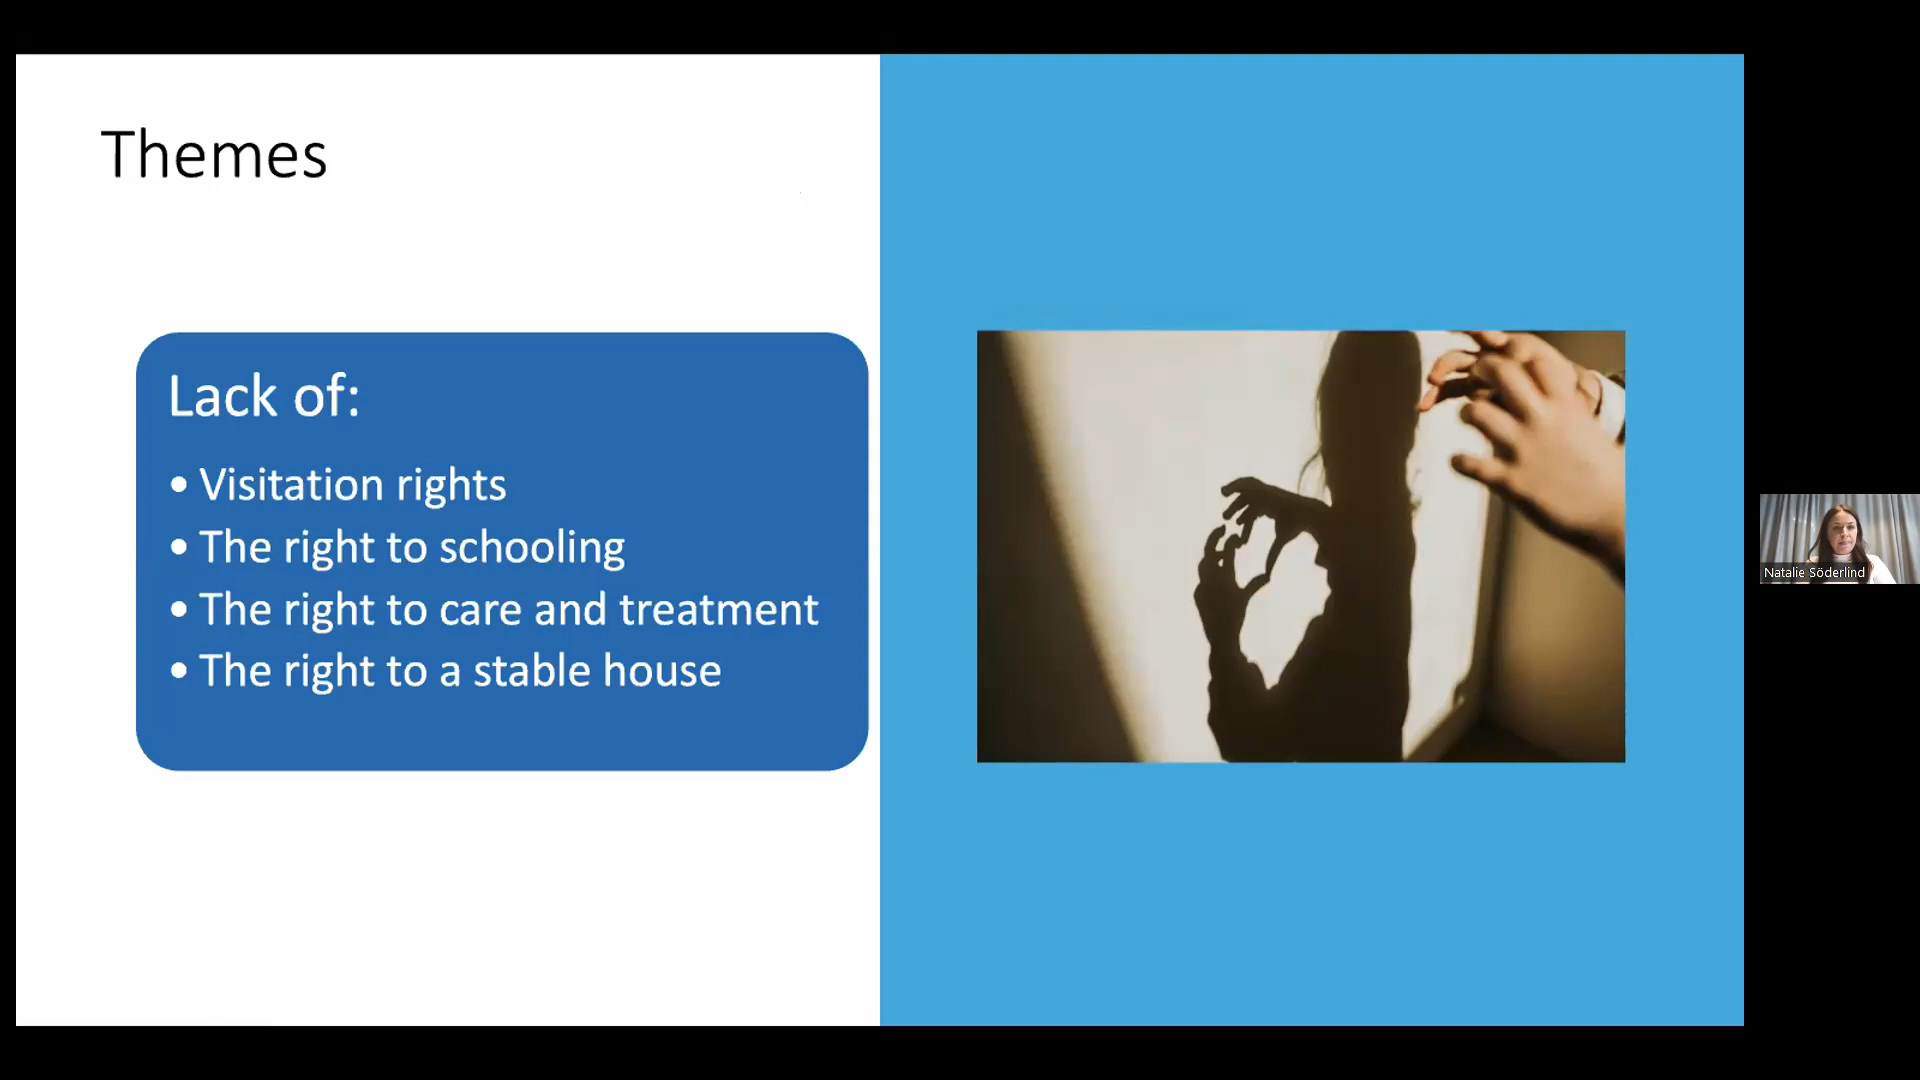 Themes
Lack of:
• Visitation rights
• The right to schooling
• The right to care and treatment
• The right to a stable house
Natalie Söderlind